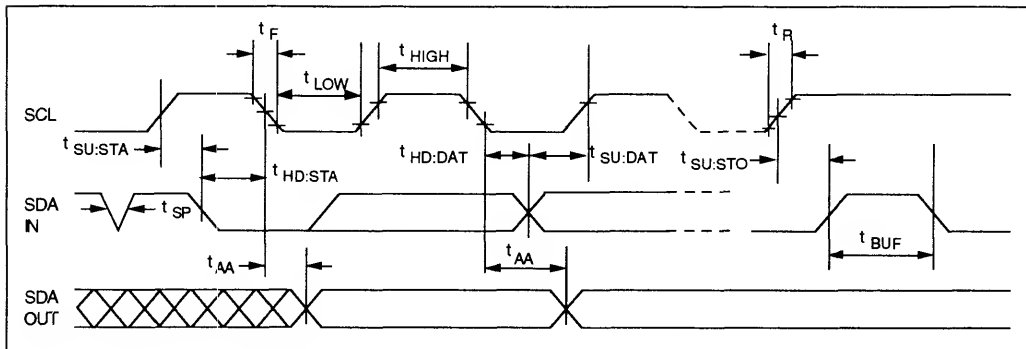 t F
t R
t HIGH
t LOW
SCL
t SU:STA
t HD:DAT
t SU:DAT
t SU:STO
t HD:STA
SDA
IN
t SP
t AA
t AA
t BUF
SDA
OUT